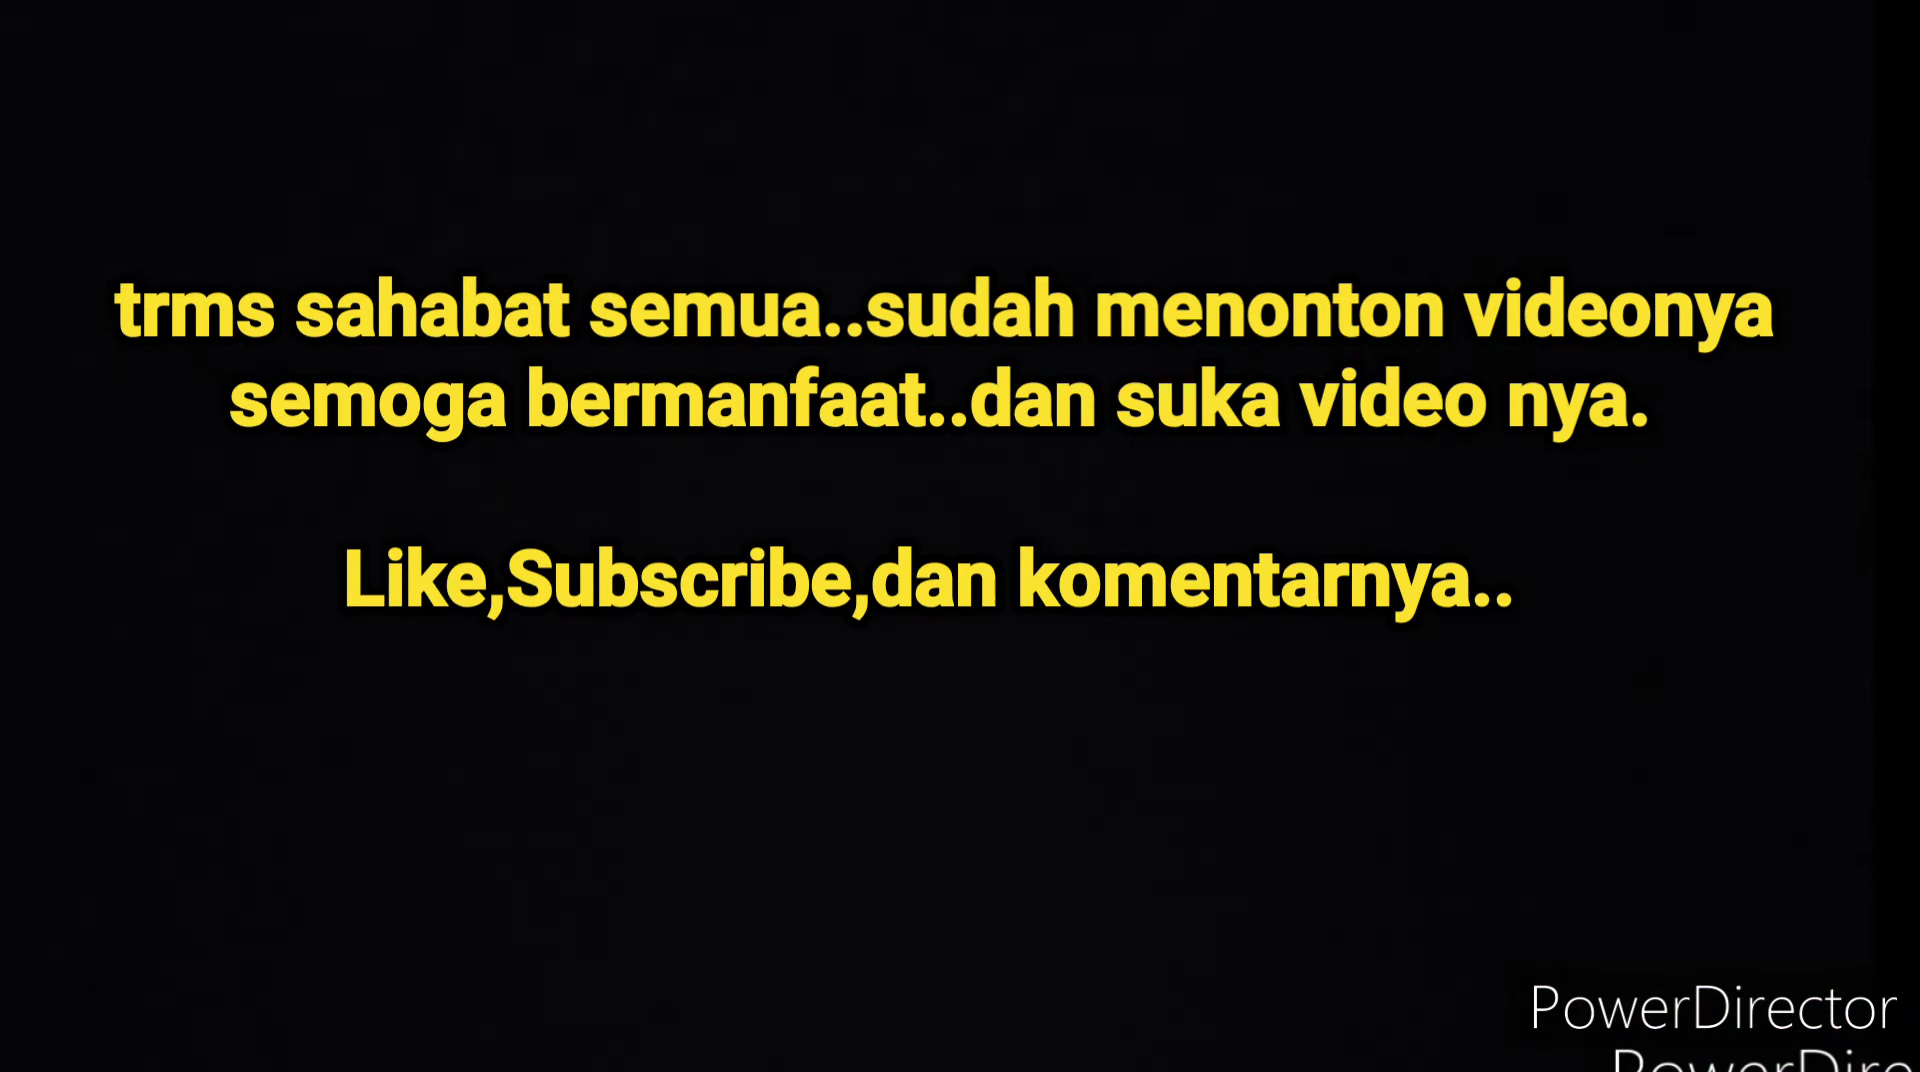 trms sahabat semua..sudah menonton videonya
semoga bermanfaat..dan suka video nya.
Like,Subscribe,dan komentarnya..
PowerDirector